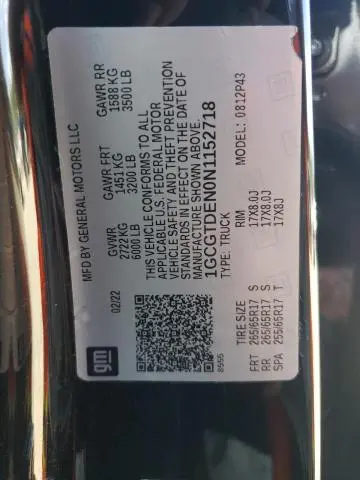 MFD BY GENERAL MOTORS LLC
02/22 GVWR GAWR FRT GAWR RR
2722 KG 1451 KG 1588 KG
6000 LB 3200 LB 3500 LB
THIS VEHICLE CONFORMS TO ALL
APPLICABLE U.S. FEDERAL MOTOR
VEHICLE SAFETY AND THEFT PREVENTION
STANDARDS IN EFFECT ON THE DATE OF
MANUFACTURE SHOWN ABOVE.
1GCGTDEN0N1152718
TYPE: TRUCK MODEL: 0812P43
gm
8555
TIRE SIZE RIM
FRT 265/65R17 S 17X8.0J
RR 265/65R17 S 17X8.0J
SPA 255/65R17 T 17X8J